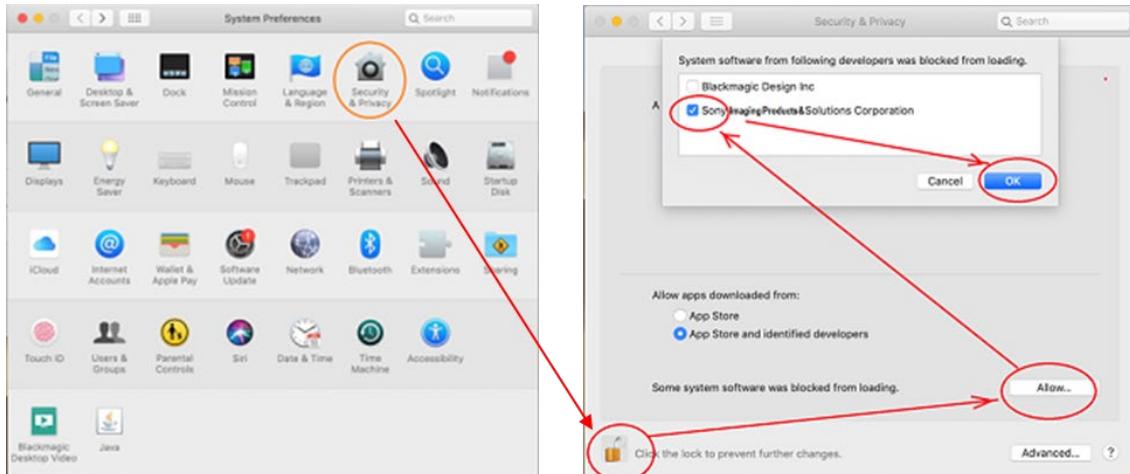 System Preferences
Search
General
Desktop &
Screen Saver
Dock
Mission
Control
Language
& Region
Security
& Privacy
Spotlight
Notifications
Displays
Energy
Saver
Keyboard
Mouse
Trackpad
Printers &
Scanners
Sound
Startup
Disk
iCloud
Internet
Accounts
Wallet &
Apple Pay
Software
Update
Network
Bluetooth
Extensions
Sharing
Touch ID
Users &
Groups
Parental
Controls
Siri
Date & Time
Time
Machine
Accessibility
Blackmagic
Desktop Video
Java
Security & Privacy
Search
System software from following developers was blocked from loading.
Blackmagic Design Inc
A
Sony Imaging Products & Solutions Corporation
Cancel
OK
Allow apps downloaded from:
App Store
App Store and identified developers
Some system software was blocked from loading.
Allow...
Click the lock to prevent further changes.
Advanced...
?